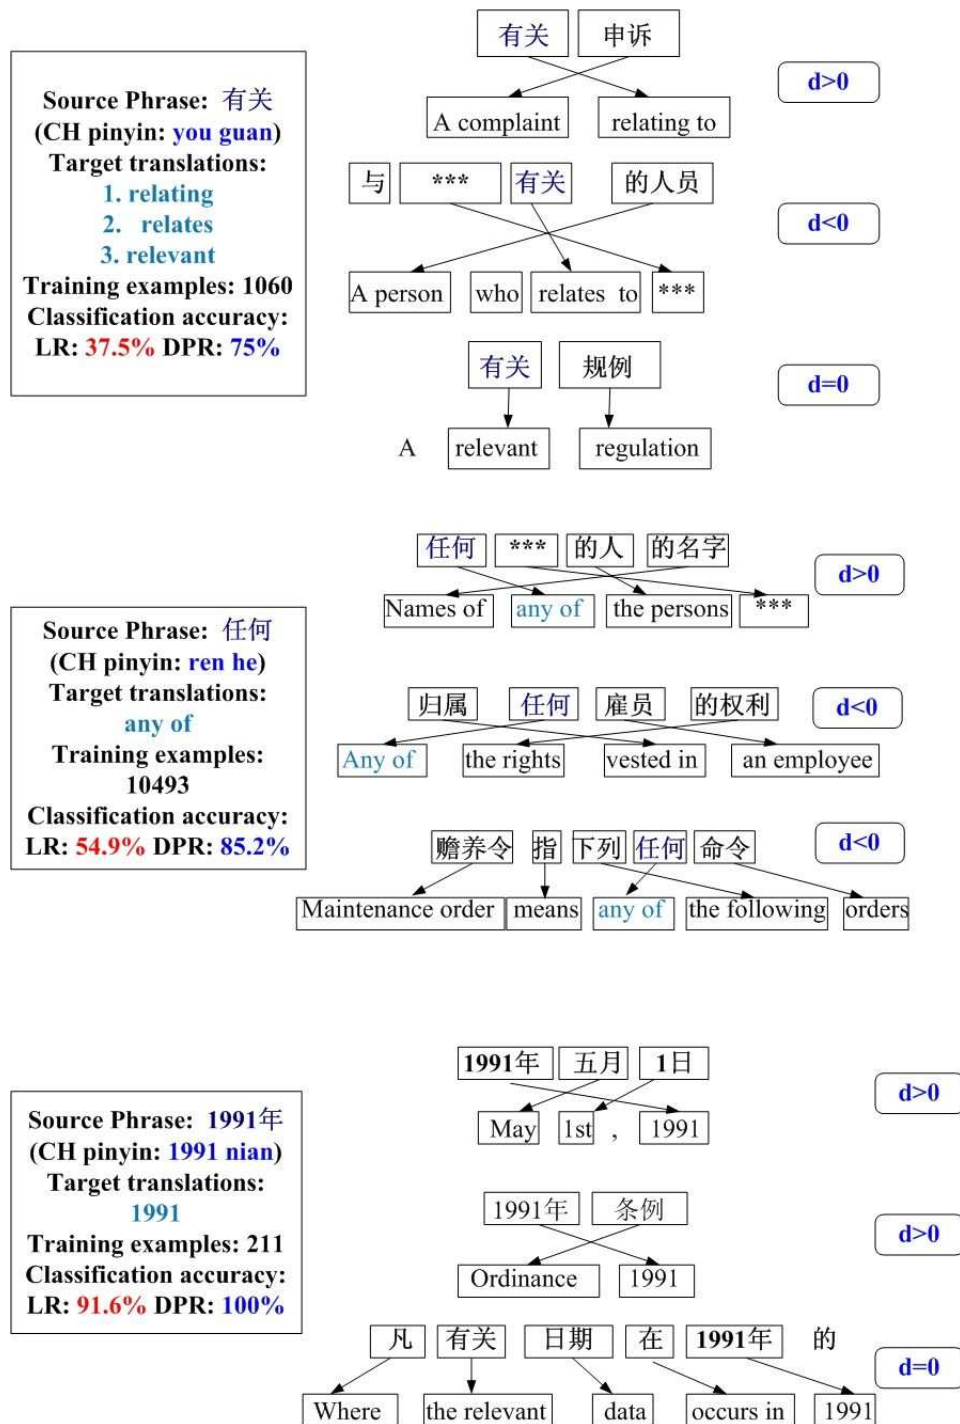 Source Phrase: 有关
(CH pinyin: you guan)
Target translations:
1. relating
2. relates
3. relevant
Training examples: 1060
Classification accuracy:
LR: 37.5% DPR: 75%
有关 申诉
A complaint relating to
d>0
与 *** 有关 的人员
A person who relates to ***
d<0
有关 规例
A relevant regulation
d=0
Source Phrase: 任何
(CH pinyin: ren he)
Target translations:
any of
Training examples:
10493
Classification accuracy:
LR: 54.9% DPR: 85.2%
任何 *** 的人 的名字
Names of any of the persons ***
d>0
归属 任何 雇员 的权利
Any of the rights vested in an employee
d<0
赡养令 指 下列 任何 命令
Maintenance order means any of the following orders
d<0
Source Phrase: 1991年
(CH pinyin: 1991 nian)
Target translations:
1991
Training examples: 211
Classification accuracy:
LR: 91.6% DPR: 100%
1991年 五月 1日
May 1st , 1991
d>0
1991年 条例
Ordinance 1991
d>0
凡 有关 日期 在 1991年 的
Where the relevant data occurs in 1991
d=0